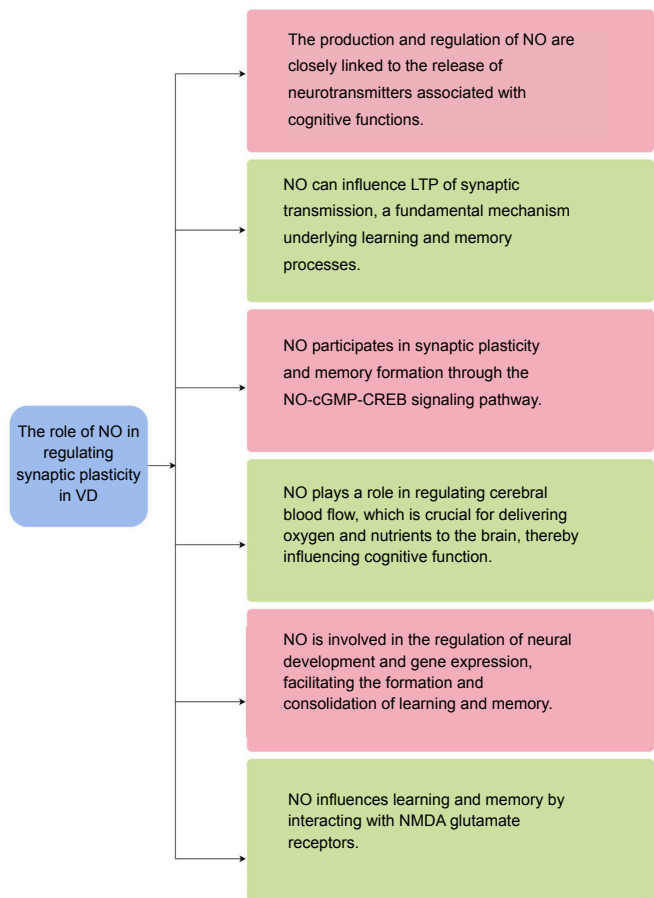 The production and regulation of NO are
closely linked to the release of
neurotransmitters associated with
cognitive functions.
NO can influence LTP of synaptic
transmission, a fundamental mechanism
underlying learning and memory
processes.
NO participates in synaptic plasticity
and memory formation through the
NO-cGMP-CREB signaling pathway.
The role of NO in
regulating
synaptic plasticity
in VD
NO plays a role in regulating cerebral
blood flow, which is crucial for delivering
oxygen and nutrients to the brain, thereby
influencing cognitive function.
NO is involved in the regulation of neural
development and gene expression,
facilitating the formation and
consolidation of learning and memory.
NO influences learning and memory by
interacting with NMDA glutamate
receptors.